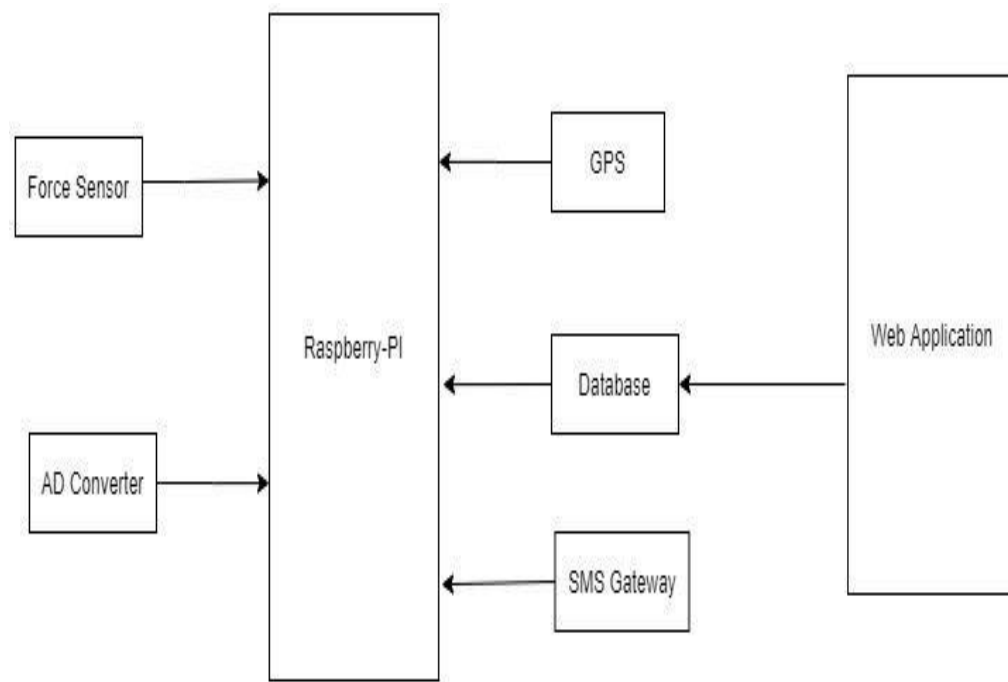 Force Sensor
AD Converter
Raspberry-PI
GPS
Database
SMS Gateway
Web Application